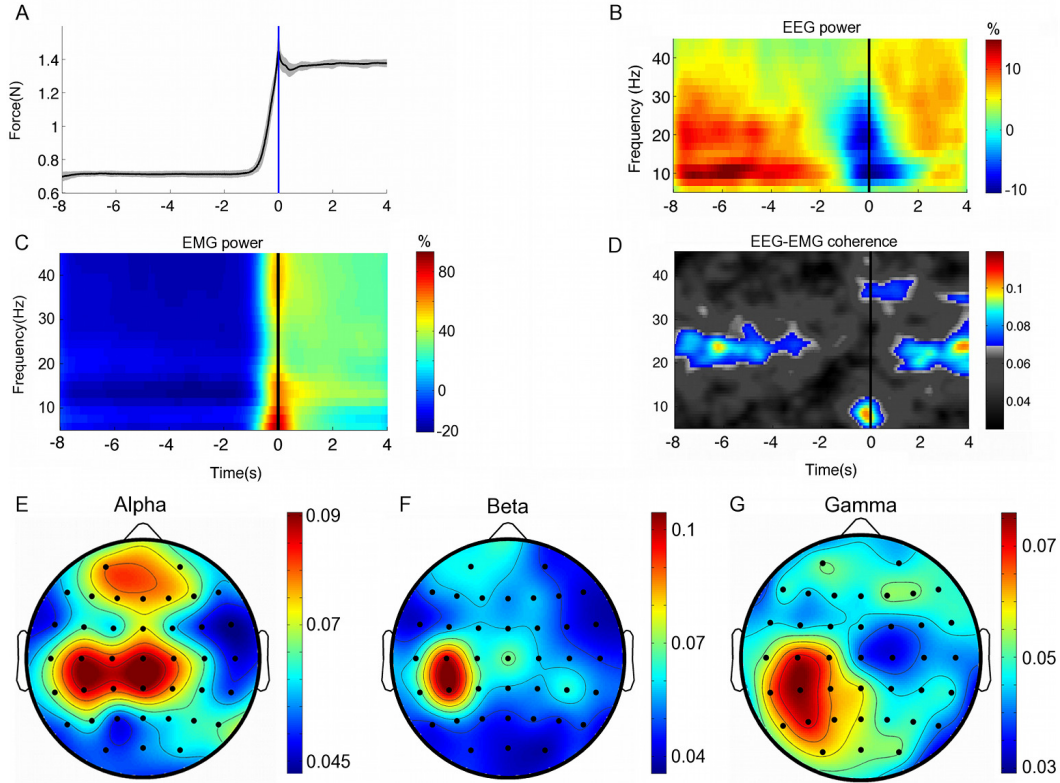 A
Force(N)
1.4
1.2
1
0.8
0.6
-8 -6 -4 -2 0 2 4
B
EEG power
%
Frequency (Hz)
40
30
20
10
10
0
-10
-8 -6 -4 -2 0 2 4
C
EMG power
%
Frequency(Hz)
40
30
20
10
80
60
40
20
0
-20
-8 -6 -4 -2 0 2 4
Time(s)
D
EEG-EMG coherence
40
30
20
10
0.1
0.08
0.06
0.04
-8 -6 -4 -2 0 2 4
Time(s)
E
Alpha
0.09
0.07
0.045
F
Beta
0.1
0.07
0.04
G
Gamma
0.07
0.05
0.03